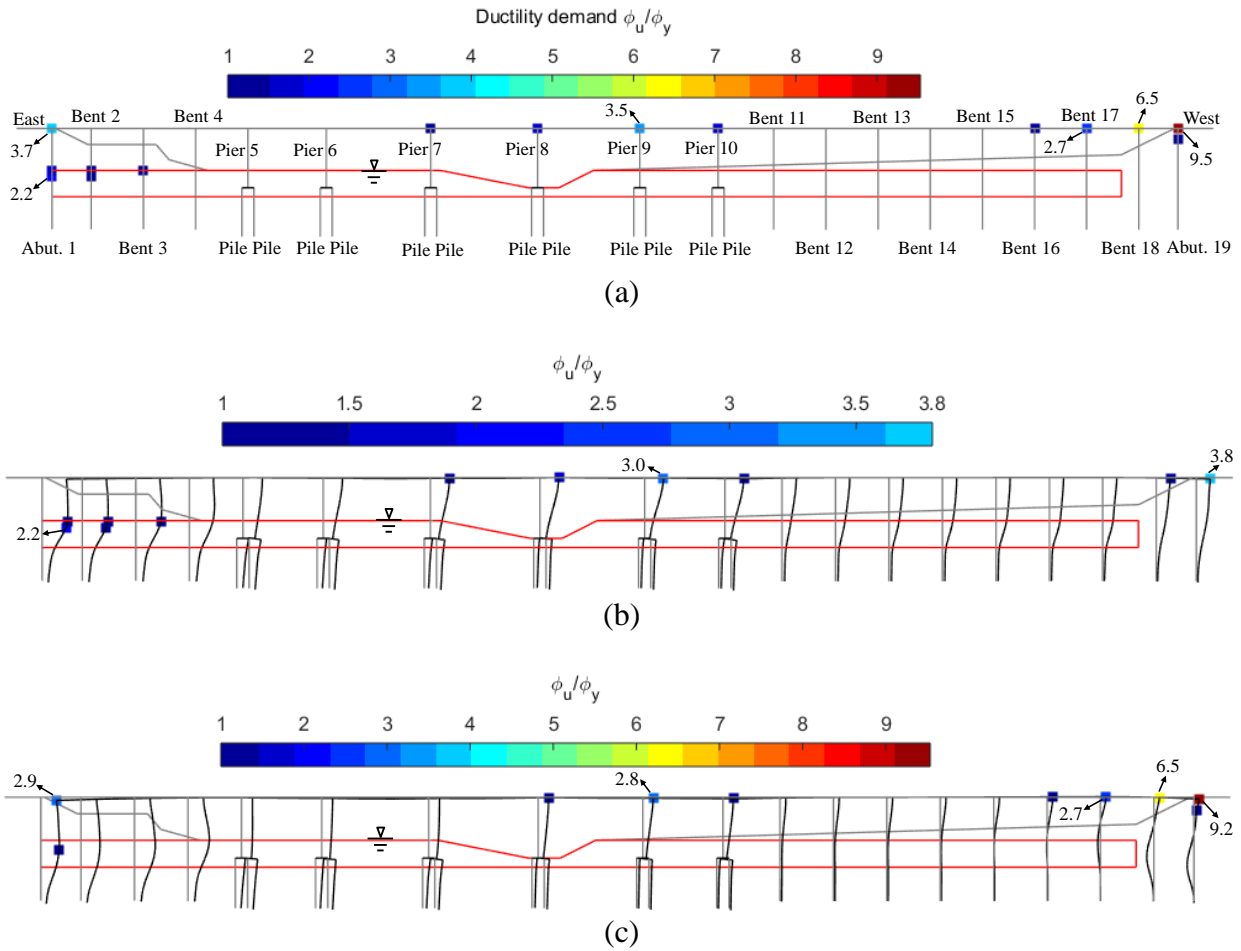 Ductility demand ϕu/ϕy
1 2 3 4 5 6 7 8 9
3.5 6.5
East Bent 2 Bent 4 Bent 11 Bent 13 Bent 15 Bent 17 West
3.7 Pier 5 Pier 6 Pier 7 Pier 8 Pier 9 Pier 10 2.7 9.5
2.2
Abut. 1 Bent 3 Pile Pile Pile Pile Pile Pile Pile Pile Pile Pile Pile Pile Bent 12 Bent 14 Bent 16 Bent 18 Abut. 19
(a)
ϕu/ϕy
1 1.5 2 2.5 3 3.5 3.8
3.0 3.8
2.2
(b)
ϕu/ϕy
1 2 3 4 5 6 7 8 9
2.9 2.8 6.5
2.7 9.2
(c)